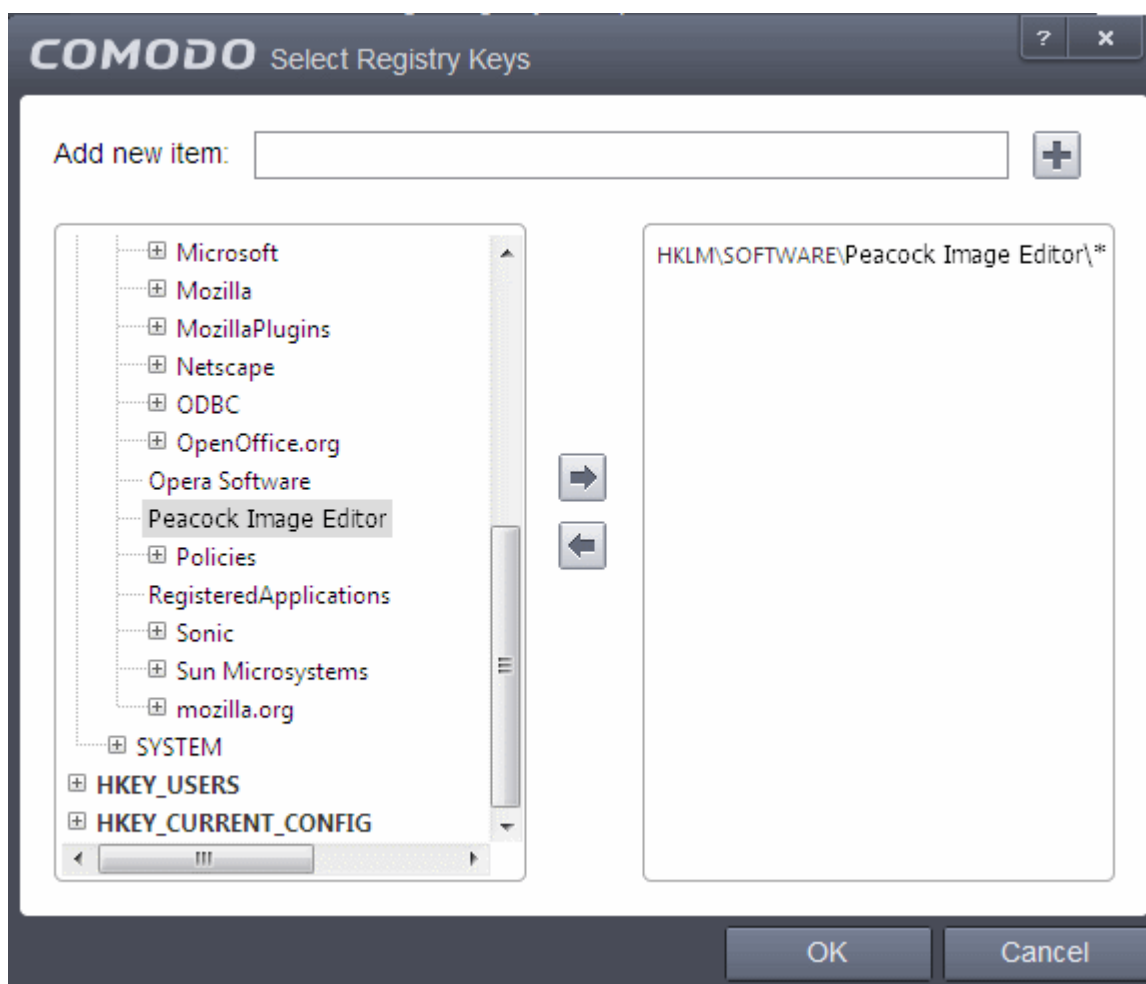 COMODO Select Registry Keys
?
x
Add new item:
Microsoft
Mozilla
MozillaPlugins
Netscape
ODBC
OpenOffice.org
Opera Software
Peacock Image Editor
Policies
RegisteredApplications
Sonic
Sun Microsystems
mozilla.org
SYSTEM
HKEY_USERS
HKEY_CURRENT_CONFIG
HKLM\SOFTWARE\Peacock Image Editor\*
OK
Cancel